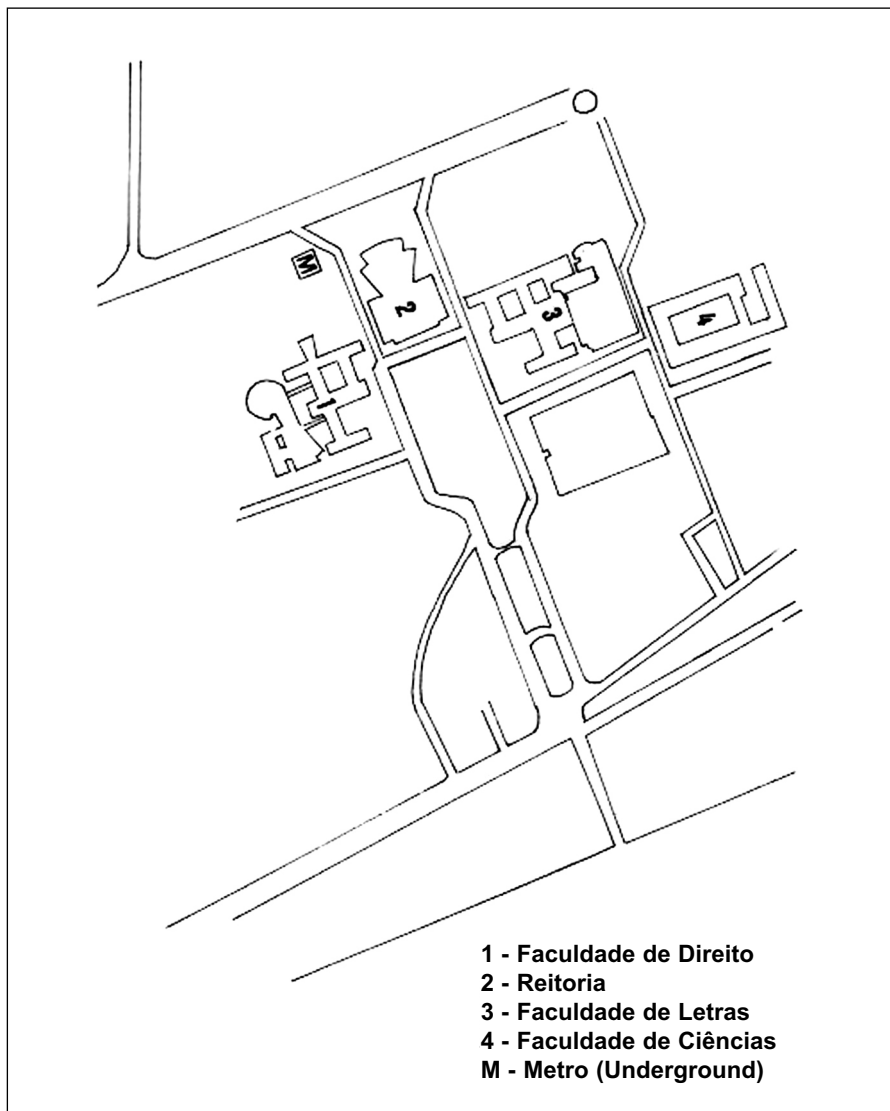 M
2
3
4
1
1 - Faculdade de Direito
2 - Reitoria
3 - Faculdade de Letras
4 - Faculdade de Ciências
M - Metro (Underground)